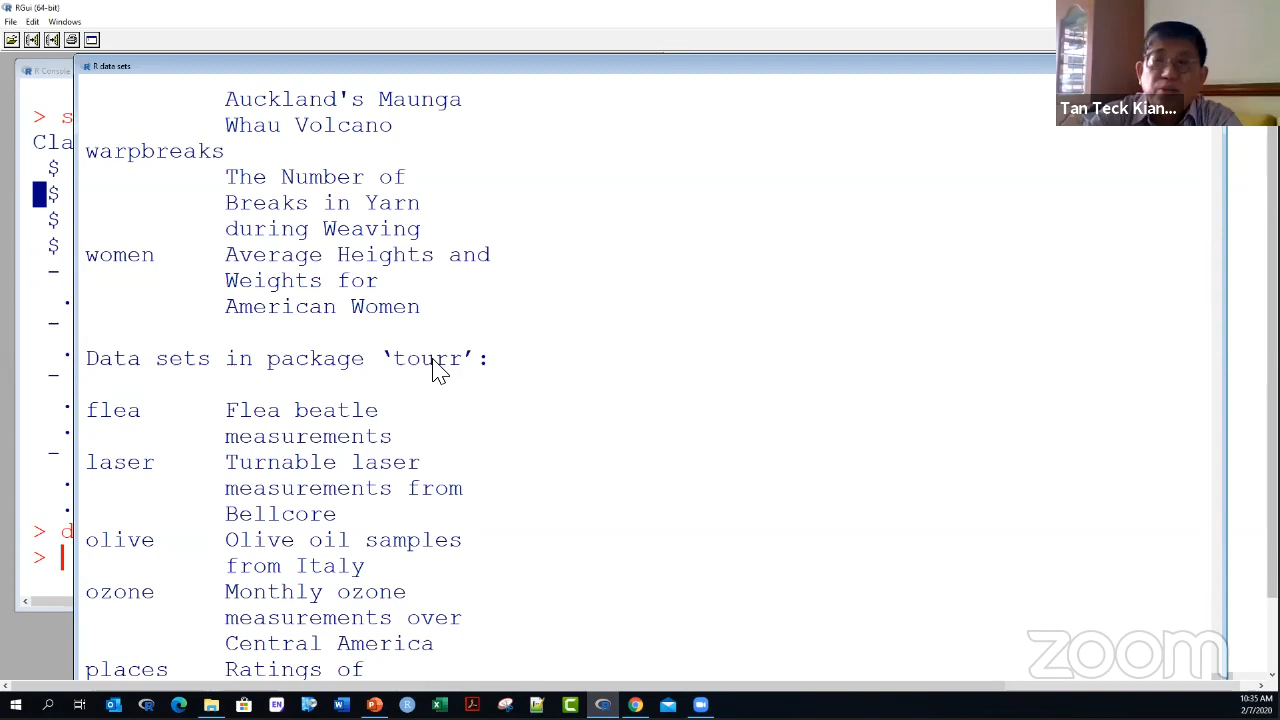 RGui (64-bit)
File Edit Windows
R Console
R data sets
> s
Cla
$
$
$
$
> d
>
Auckland's Maunga
Whau Volcano
warpbreaks
The Number of
Breaks in Yarn
during Weaving
women Average Heights and
Weights for
American Women
Data sets in package ‘tourr’:
flea Flea beatle
measurements
laser Turnable laser
measurements from
Bellcore
olive Olive oil samples
from Italy
ozone Monthly ozone
measurements over
Central America
places Ratings of
Tan Teck Kian...
zoom
10:35 AM
2/7/2020